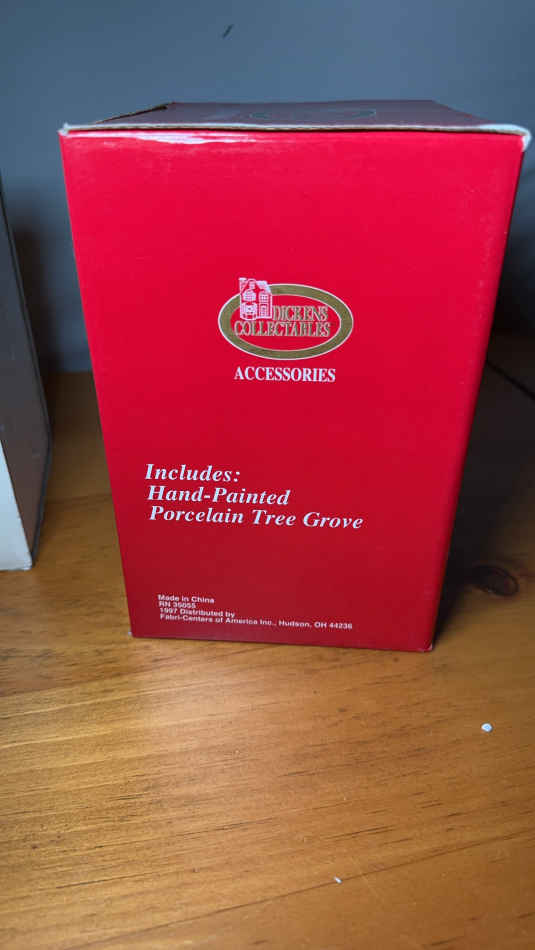 DICKENS
COLLECTABLES
ACCESSORIES
Includes:
Hand-Painted
Porcelain Tree Grove
Made in China
RN 35055
1997 Distributed by
Fabri-Centers of America Inc., Hudson, OH 44236